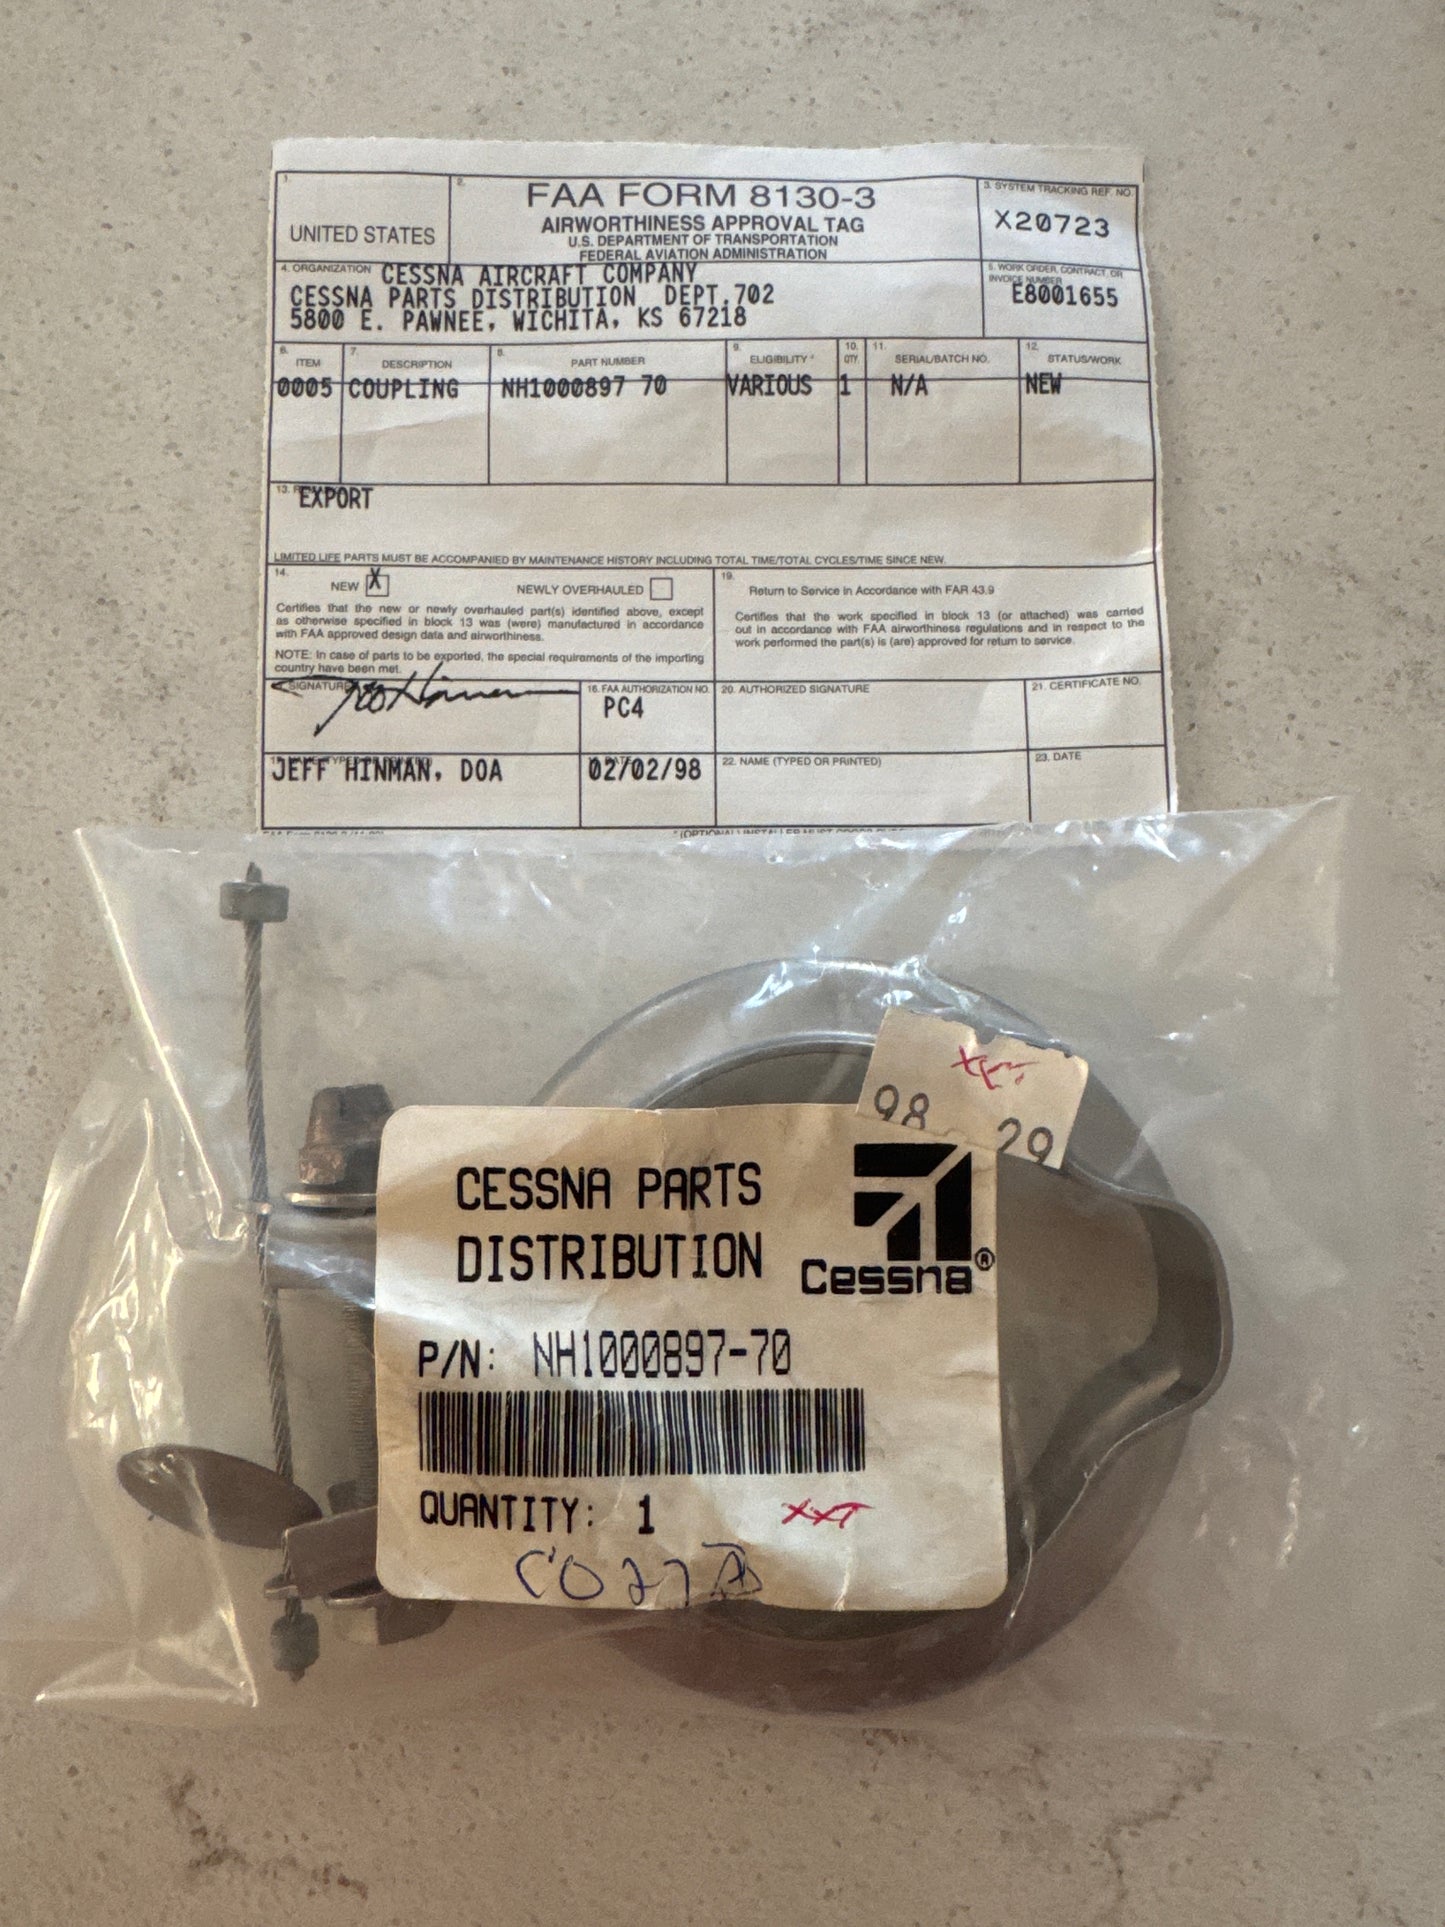 1.
UNITED STATES
2.
FAA FORM 8130-3
AIRWORTHINESS APPROVAL TAG
U.S. DEPARTMENT OF TRANSPORTATION
FEDERAL AVIATION ADMINISTRATION
3. SYSTEM TRACKING REF. NO.
X20723
4. ORGANIZATION CESSNA AIRCRAFT COMPANY
CESSNA PARTS DISTRIBUTION DEPT.702
5800 E. PAWNEE, WICHITA, KS 67218
5. WORK ORDER, CONTRACT, OR
INVOICE NUMBER
E8001655
6. ITEM
7. DESCRIPTION
8. PART NUMBER
9. ELIGIBILITY *
10. QTY.
11. SERIAL/BATCH NO.
12. STATUS/WORK
0005 COUPLING NH1000897 70 VARIOUS 1 N/A NEW
13.
EXPORT
LIMITED LIFE PARTS MUST BE ACCOMPANIED BY MAINTENANCE HISTORY INCLUDING TOTAL TIME/TOTAL CYCLES/TIME SINCE NEW.
14. NEW X NEWLY OVERHAULED
Certifies that the new or newly overhauled part(s) identified above, except
as otherwise specified in block 13 was (were) manufactured in accordance
with FAA approved design data and airworthiness.
NOTE: In case of parts to be exported, the special requirements of the importing
country have been met.
19. Return to Service in Accordance with FAR 43.9
Certifies that the work specified in block 13 (or attached) was carried
out in accordance with FAA airworthiness regulations and in respect to the
work performed the part(s) is (are) approved for return to service.
SIGNATURE
16. FAA AUTHORIZATION NO.
PC4
20. AUTHORIZED SIGNATURE
21. CERTIFICATE NO.
JEFF HINMAN, DOA
02/02/98
22. NAME (TYPED OR PRINTED)
23. DATE
98 29
CESSNA PARTS
DISTRIBUTION
Cessna®
P/N: NH1000897-70
QUANTITY: 1